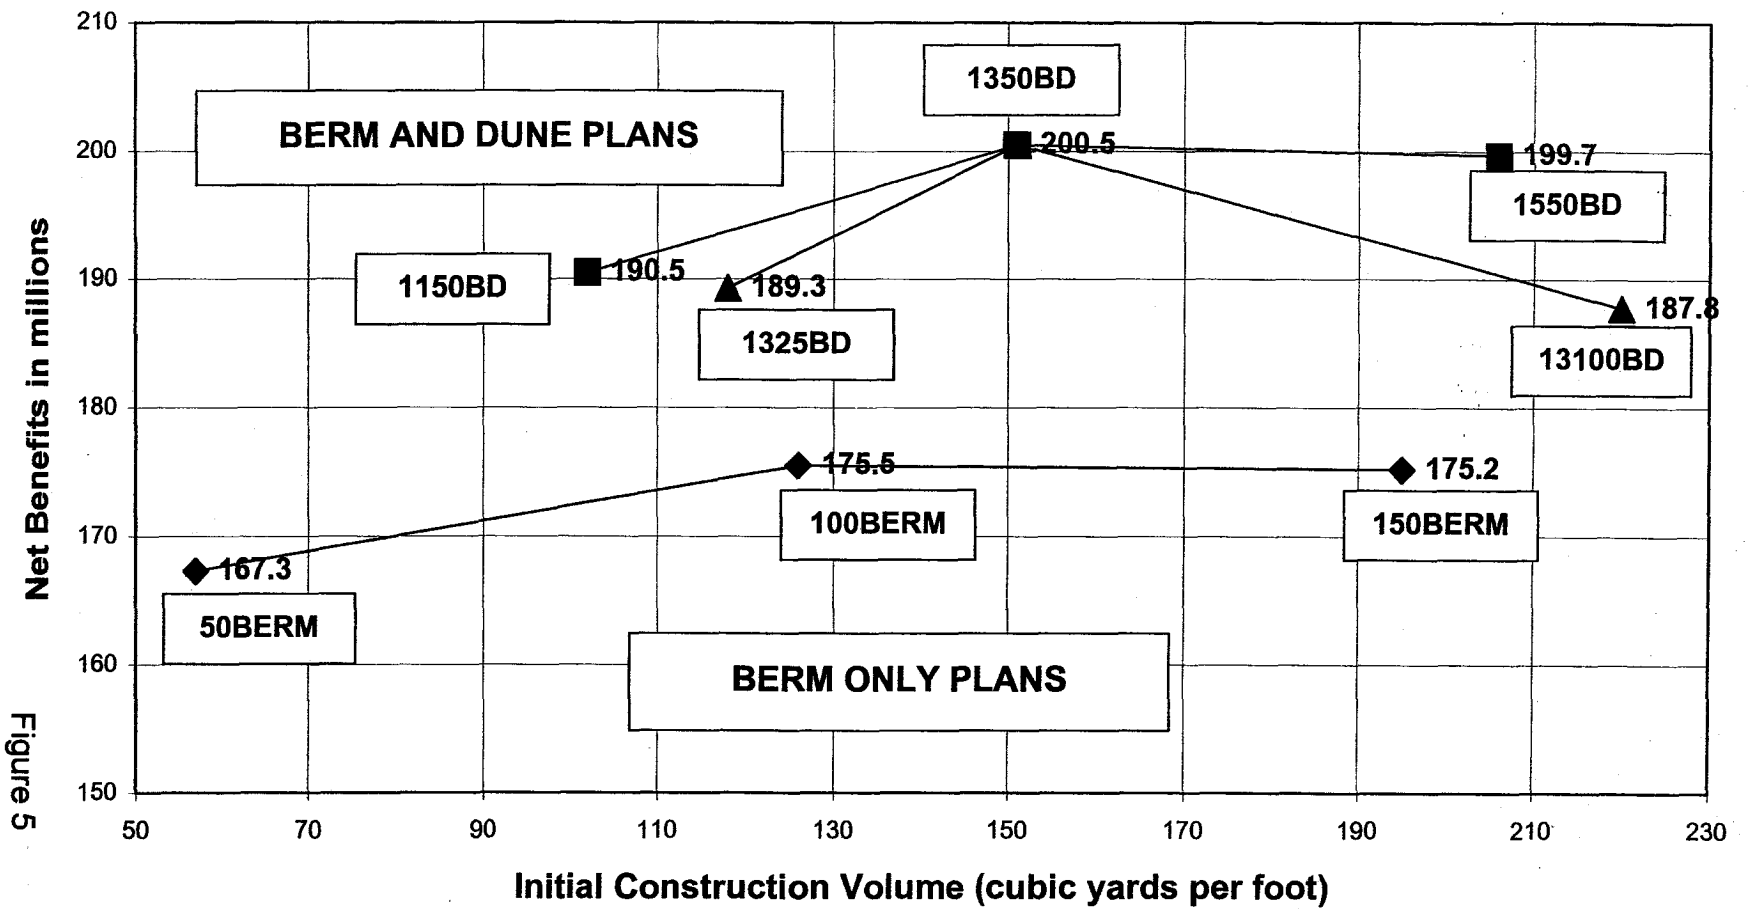 210
1350BD
BERM AND DUNE PLANS
200
200.5
199.7
1550BD
190
1150BD
190.5
189.3
187.8
1325BD
13100BD
180
175.5
175.2
100BERM
150BERM
170
167.3
50BERM
160
BERM ONLY PLANS
150
50 70 90 110 130 150 170 190 210 230
Initial Construction Volume (cubic yards per foot)
Net Benefits in millions
Figure 5